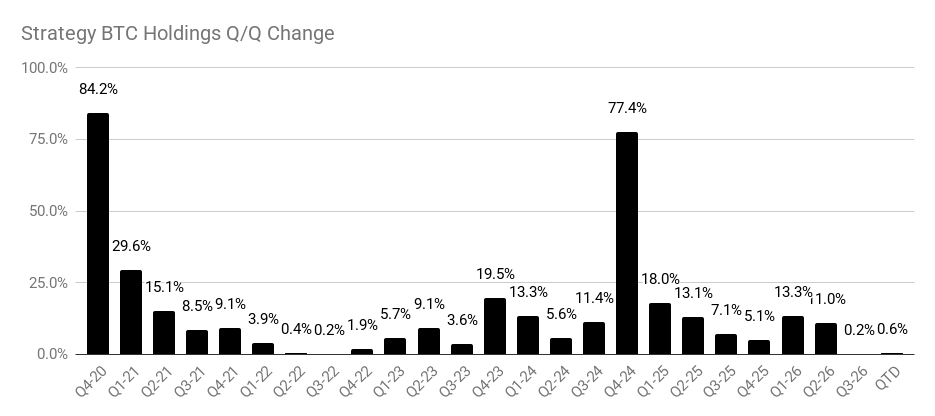 Strategy BTC Holdings Q/Q Change
100.0%
75.0%
50.0%
25.0%
0.0%
84.2%
29.6%
15.1%
8.5%
9.1%
3.9%
0.4%
0.2%
1.9%
5.7%
9.1%
3.6%
19.5%
13.3%
5.6%
11.4%
77.4%
18.0%
13.1%
7.1%
5.1%
13.3%
11.0%
0.2%
0.6%
Q4-20
Q1-21
Q2-21
Q3-21
Q4-21
Q1-22
Q2-22
Q3-22
Q4-22
Q1-23
Q2-23
Q3-23
Q4-23
Q1-24
Q2-24
Q3-24
Q4-24
Q1-25
Q2-25
Q3-25
Q4-25
Q1-26
Q2-26
Q3-26
QTD